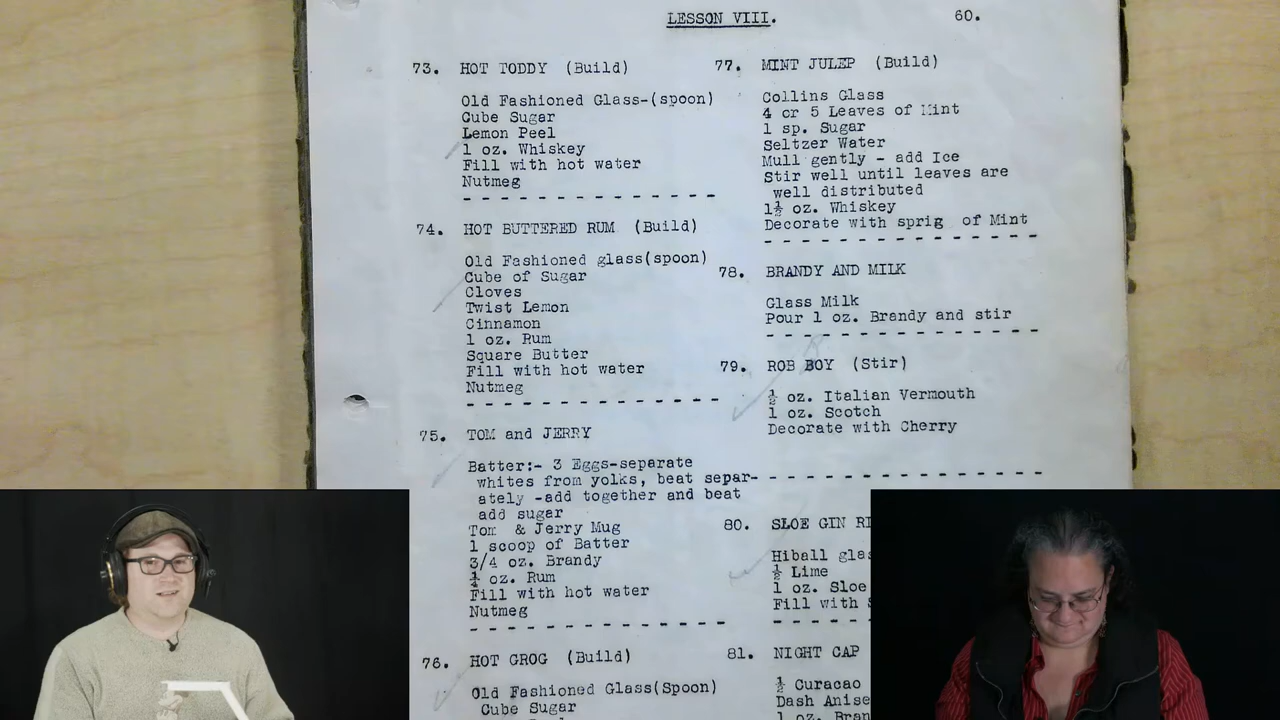 LESSON VIII.
60.
73. HOT TODDY (Build)
Old Fashioned Glass-(spoon)
Cube Sugar
Lemon Peel
1 oz. Whiskey
Fill with hot water
Nutmeg
74. HOT BUTTERED RUM (Build)
Old Fashioned glass(spoon)
Cube of Sugar
Cloves
Twist Lemon
Cinnamon
1 oz. Rum
Square Butter
Fill with hot water
Nutmeg
75. TOM and JERRY
Batter:- 3 Eggs-separate
whites from yolks, beat separ-
ately -add together and beat
add sugar
Tom & Jerry Mug
1 scoop of Batter
3/4 oz. Brandy
¼ oz. Rum
Fill with hot water
Nutmeg
76. HOT GROG (Build)
Old Fashioned Glass(Spoon)
Cube Sugar
77. MINT JULEP (Build)
Collins Glass
4 or 5 Leaves of Mint
1 sp. Sugar
Seltzer Water
Mull gently - add Ice
Stir well until leaves are
well distributed
1½ oz. Whiskey
Decorate with sprig of Mint
78. BRANDY AND MILK
Glass Milk
Pour 1 oz. Brandy and stir
79. ROB BOY (Stir)
½ oz. Italian Vermouth
1 oz. Scotch
Decorate with Cherry
80. SLOE GIN
Hiball
½ Lime
1 oz. Sloe
Fill with
81. NIGHT CAP
½ Curacao
Dash
1 oz.